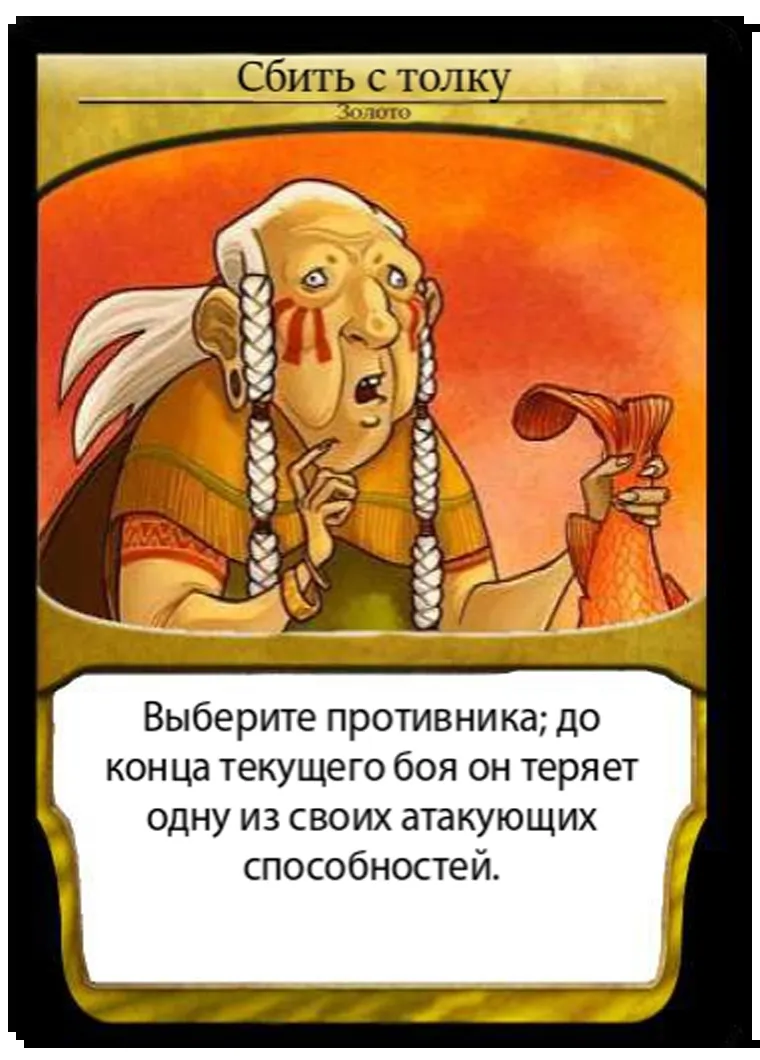 Сбить с толку
Золото
Выберите противника; до
конца текущего боя он теряет
одну из своих атакующих
способностей.